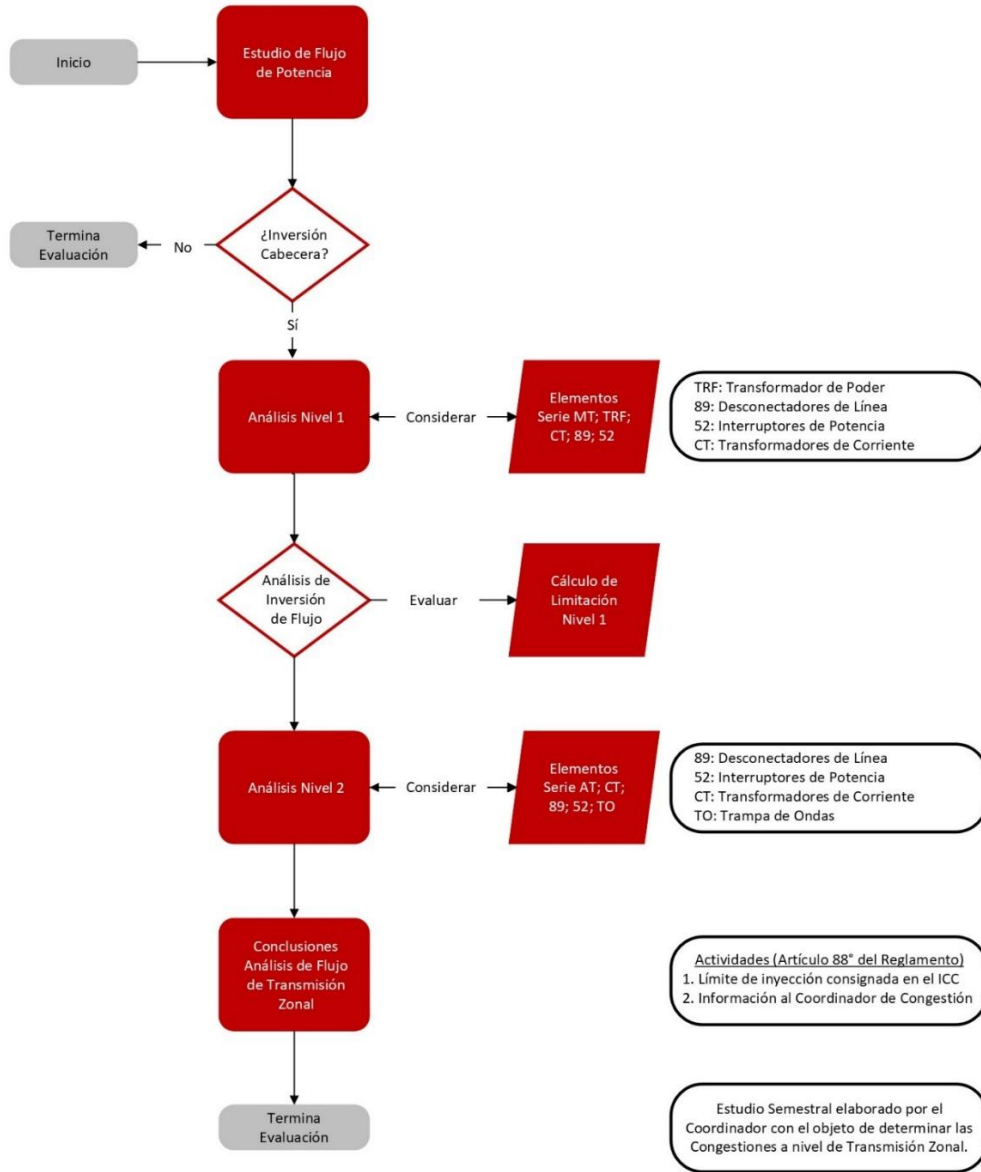 Inicio
Estudio de Flujo
de Potencia
¿Inversión
Cabecera?
No
Termina
Evaluación
Sí
Análisis Nivel 1
Considerar
Elementos
Serie MT; TRF;
CT; 89; 52
TRF: Transformador de Poder
89: Desconectadores de Línea
52: Interruptores de Potencia
CT: Transformadores de Corriente
Análisis de
Inversión
de Flujo
Evaluar
Cálculo de
Limitación
Nivel 1
Análisis Nivel 2
Considerar
Elementos
Serie AT; CT;
89; 52; TO
89: Desconectadores de Línea
52: Interruptores de Potencia
CT: Transformadores de Corriente
TO: Trampa de Ondas
Conclusiones
Análisis de Flujo
de Transmisión
Zonal
Actividades (Artículo 88° del Reglamento)
1. Límite de inyección consignada en el ICC
2. Información al Coordinador de Congestión
Termina
Evaluación
Estudio Semestral elaborado por el
Coordinador con el objeto de determinar las
Congestiones a nivel de Transmisión Zonal.